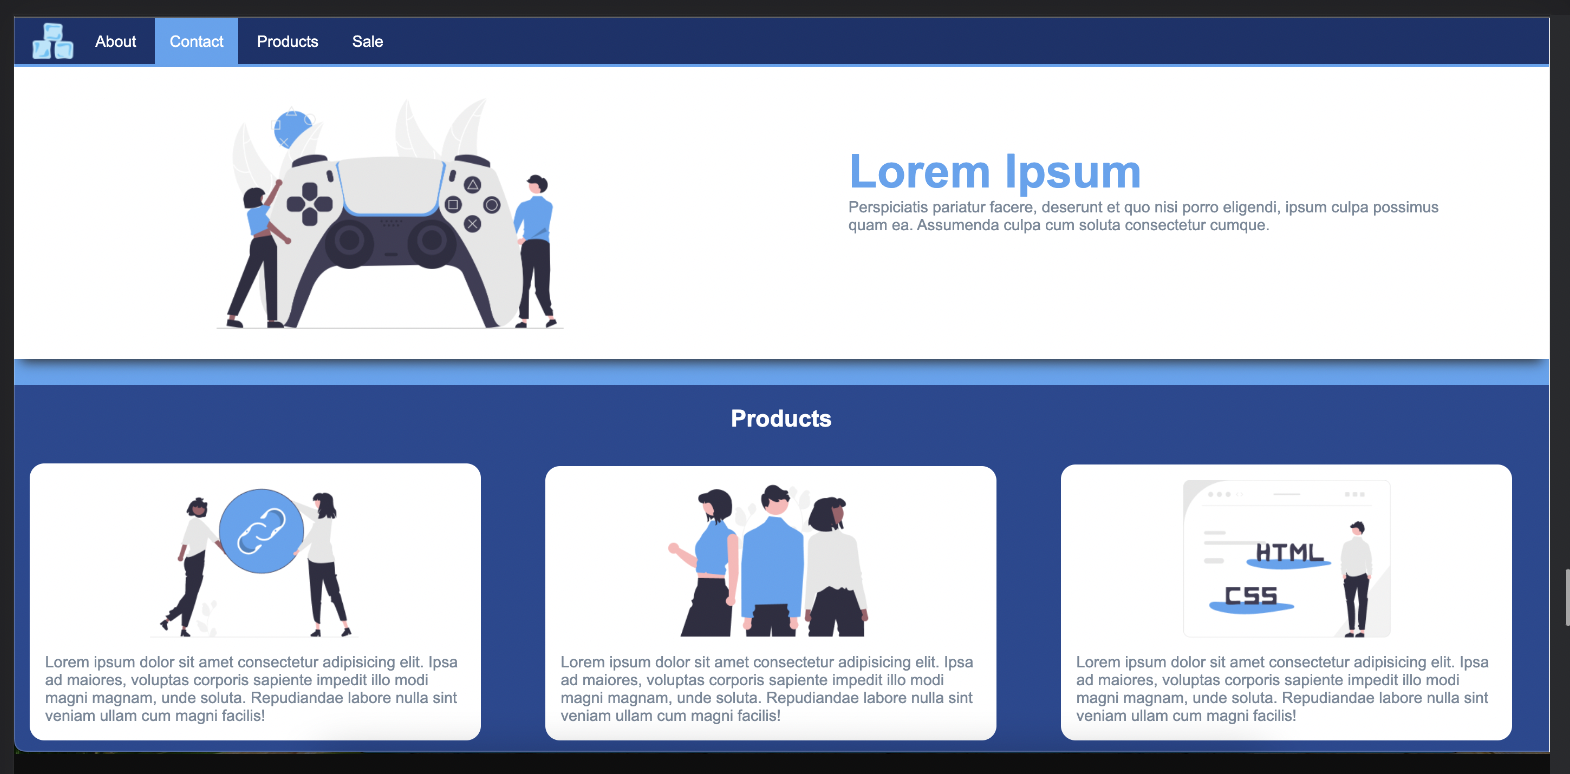 About
Contact
Products
Sale
Lorem Ipsum
Perspiciatis pariatur facere, deserunt et quo nisi porro eligendi, ipsum culpa possimus
quam ea. Assumenda culpa cum soluta consectetur cumque.
Products
HTML
CSS
Lorem ipsum dolor sit amet consectetur adipisicing elit. Ipsa
ad maiores, voluptas corporis sapiente impedit illo modi
magni magnam, unde soluta. Repudiandae labore nulla sint
veniam ullam cum magni facilis!
Lorem ipsum dolor sit amet consectetur adipisicing elit. Ipsa
ad maiores, voluptas corporis sapiente impedit illo modi
magni magnam, unde soluta. Repudiandae labore nulla sint
veniam ullam cum magni facilis!
Lorem ipsum dolor sit amet consectetur adipisicing elit. Ipsa
ad maiores, voluptas corporis sapiente impedit illo modi
magni magnam, unde soluta. Repudiandae labore nulla sint
veniam ullam cum magni facilis!